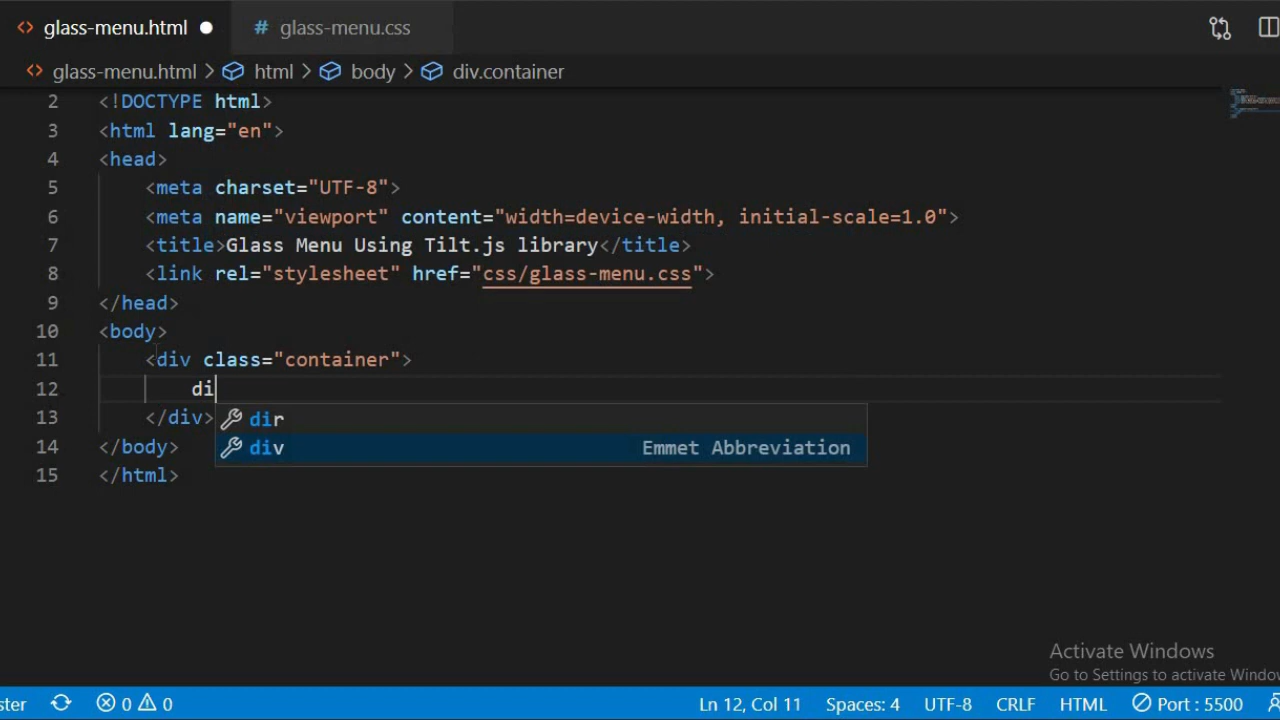 <> glass-menu.html ● # glass-menu.css
<> glass-menu.html > html > body > div.container
2 <!DOCTYPE html>
3 <html lang="en">
4 <head>
5     <meta charset="UTF-8">
6     <meta name="viewport" content="width=device-width, initial-scale=1.0">
7     <title>Glass Menu Using Tilt.js library</title>
8     <link rel="stylesheet" href="css/glass-menu.css">
9 </head>
10 <body>
11     <div class="container">
12         di
dir
13     </div>
div Emmet Abbreviation
14 </body>
15 </html>
Activate Windows
Go to Settings to activate Windo
ster 0 0 Ln 12, Col 11 Spaces: 4 UTF-8 CRLF HTML Port : 5500